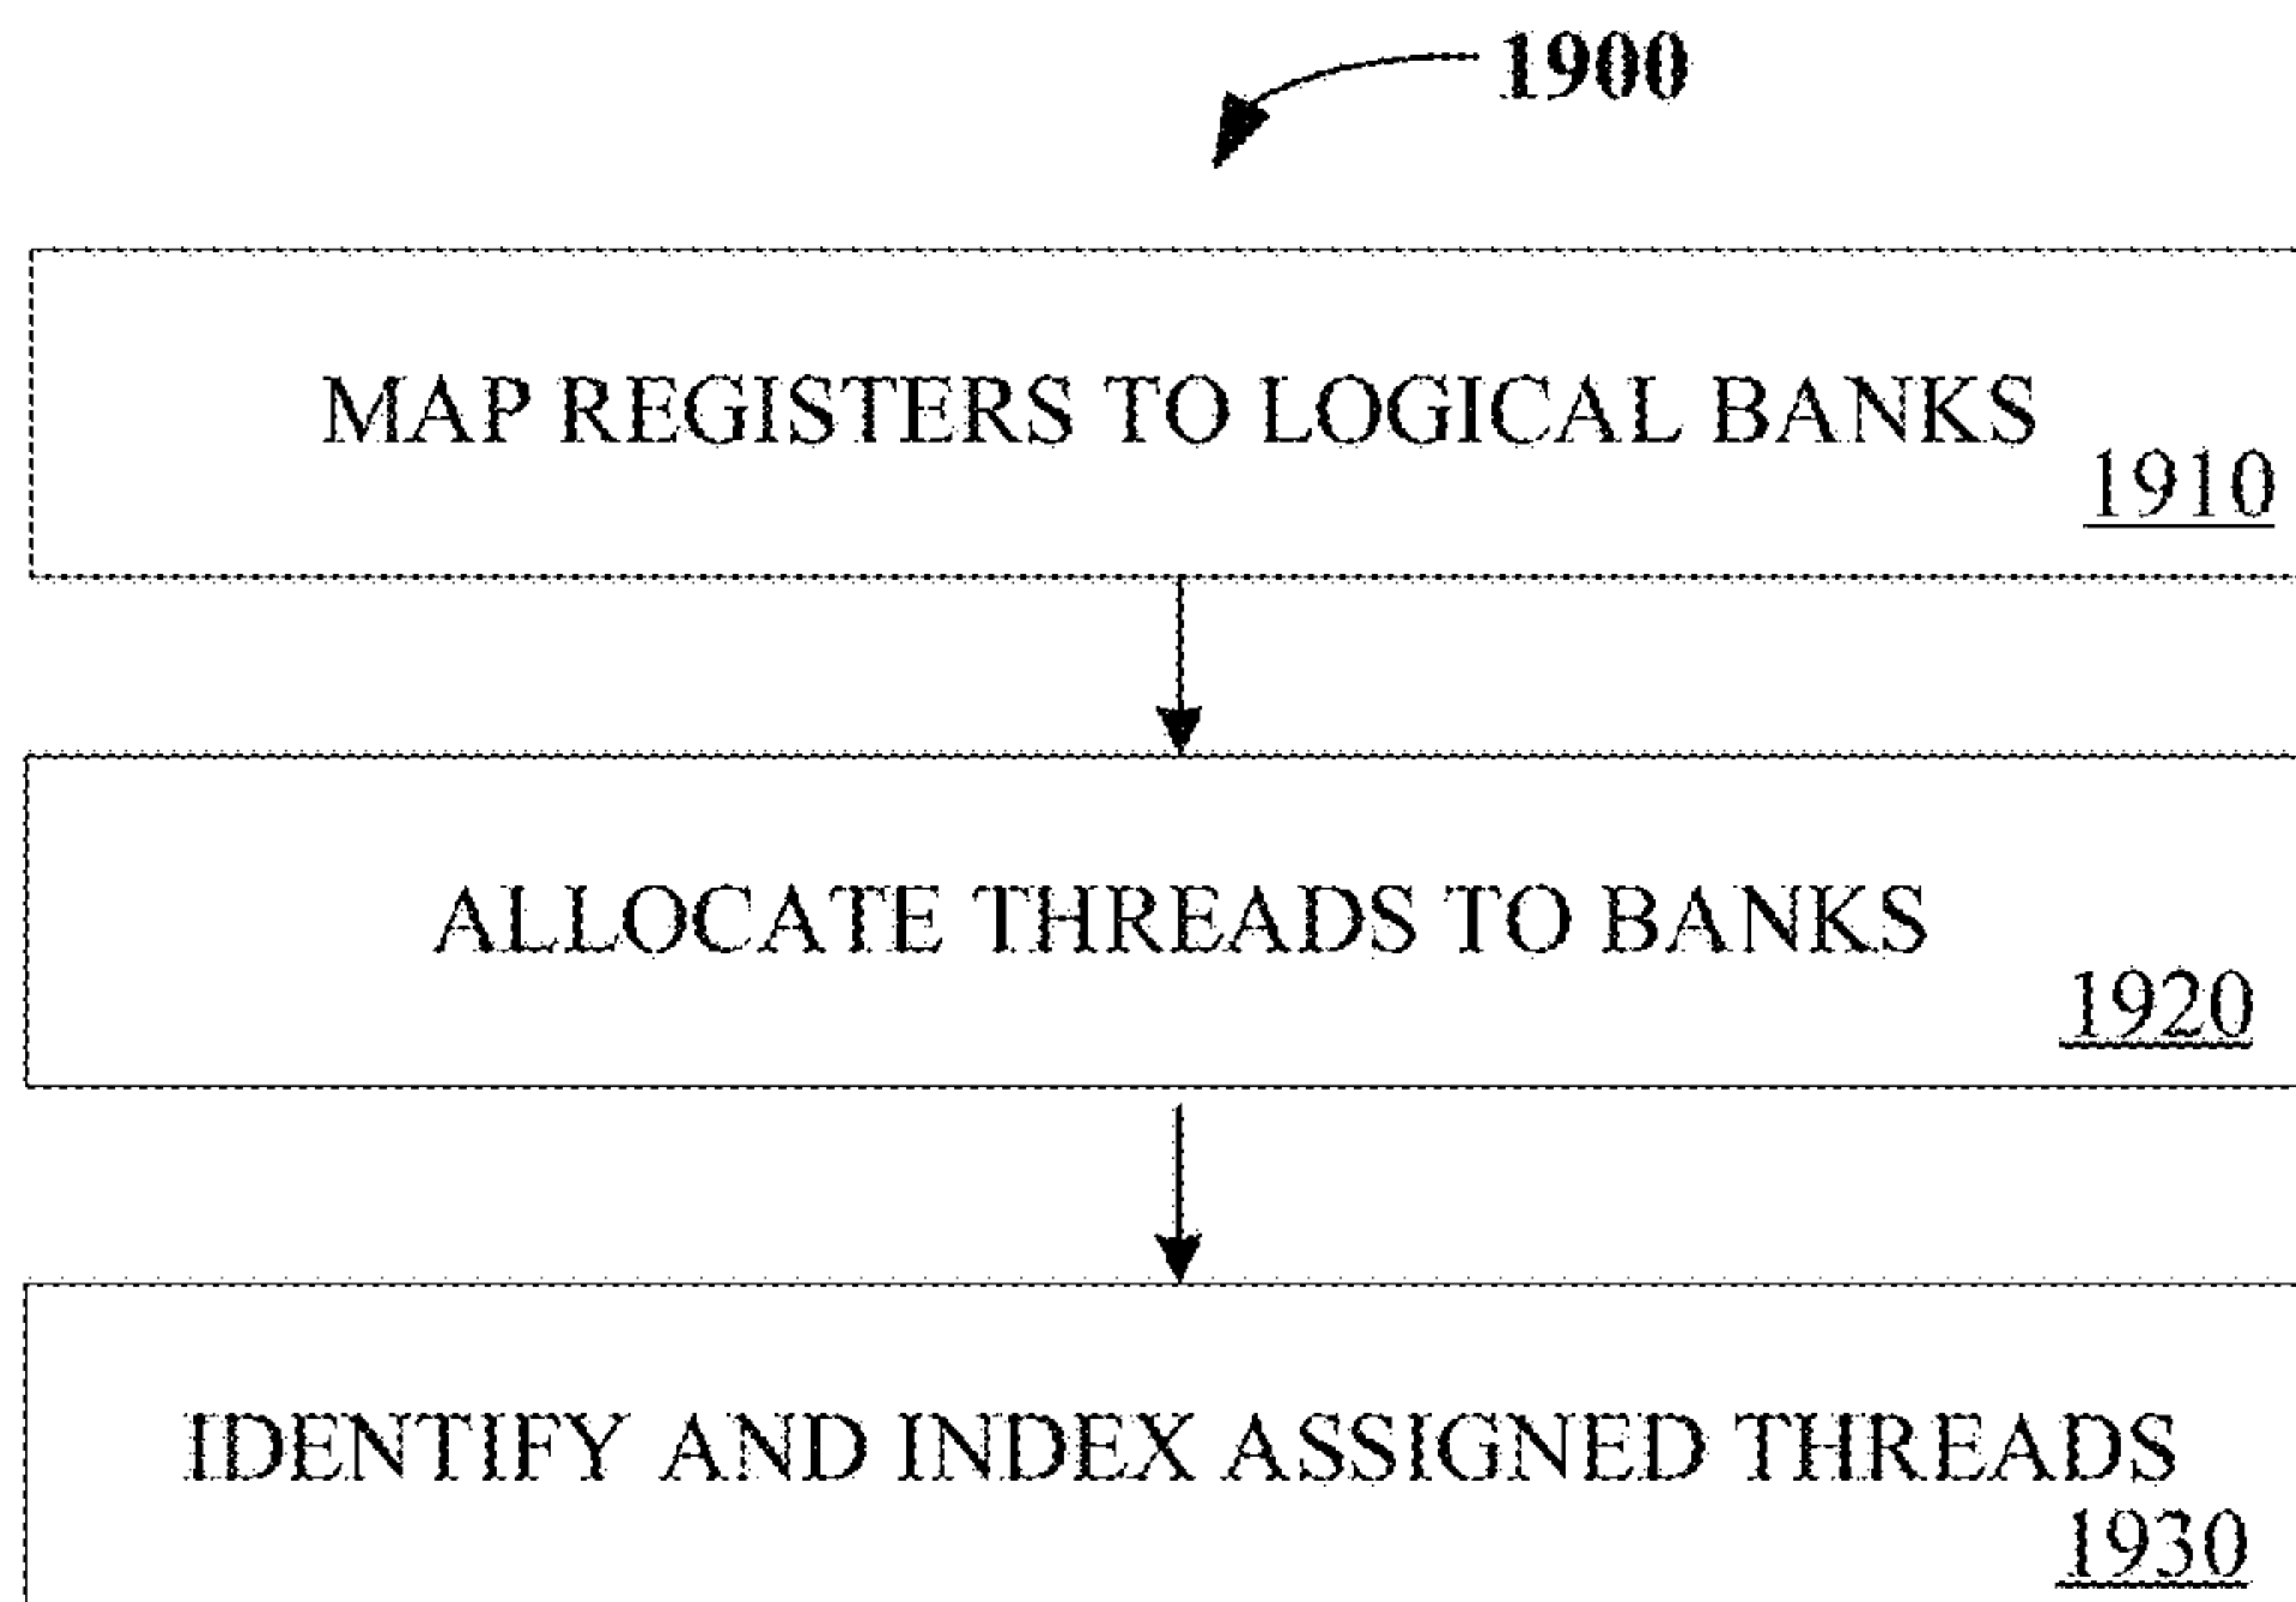 1900
MAP REGISTERS TO LOGICAL BANKS
1910
ALLOCATE THREADS TO BANKS
1920
IDENTIFY AND INDEX ASSIGNED THREADS
1930